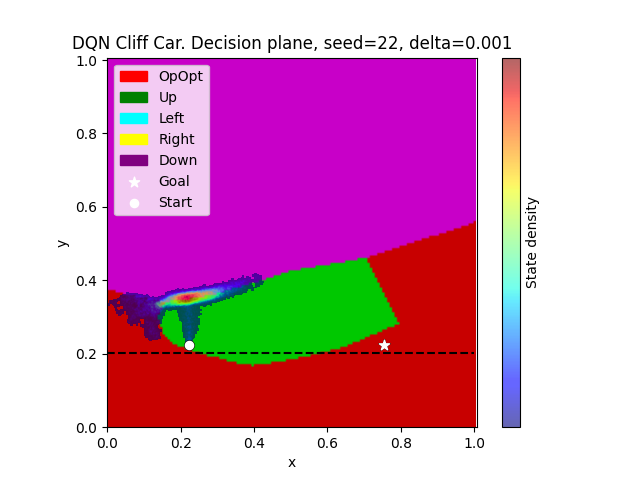 DQN Cliff Car. Decision plane, seed=22, delta=0.001
1.0
0.8
0.6
0.4
0.2
0.0
y
OpOpt
Up
Left
Right
Down
Goal
Start
0.0 0.2 0.4 0.6 0.8 1.0
x
State density